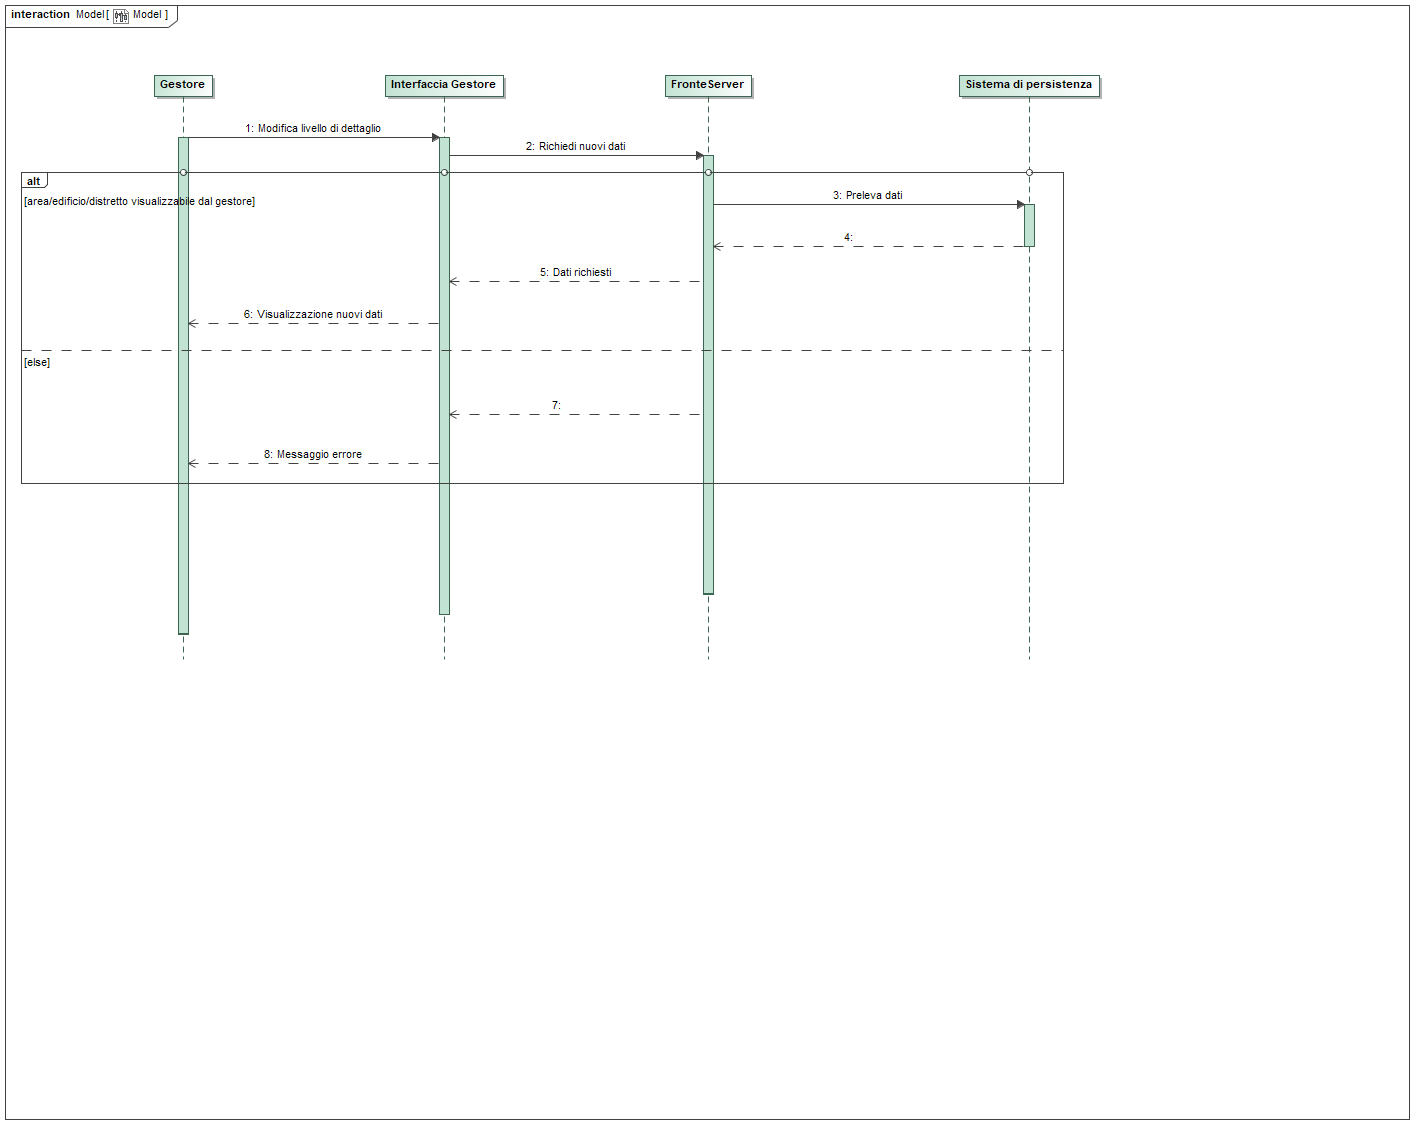 interaction Model[ Model ]
Gestore
Interfaccia Gestore
FronteServer
Sistema di persistenza
1: Modifica livello di dettaglio
2: Richiedi nuovi dati
alt
[area/edificio/distretto visualizzabile dal gestore]
3: Preleva dati
4:
5: Dati richiesti
6: Visualizzazione nuovi dati
[else]
7:
8: Messaggio errore